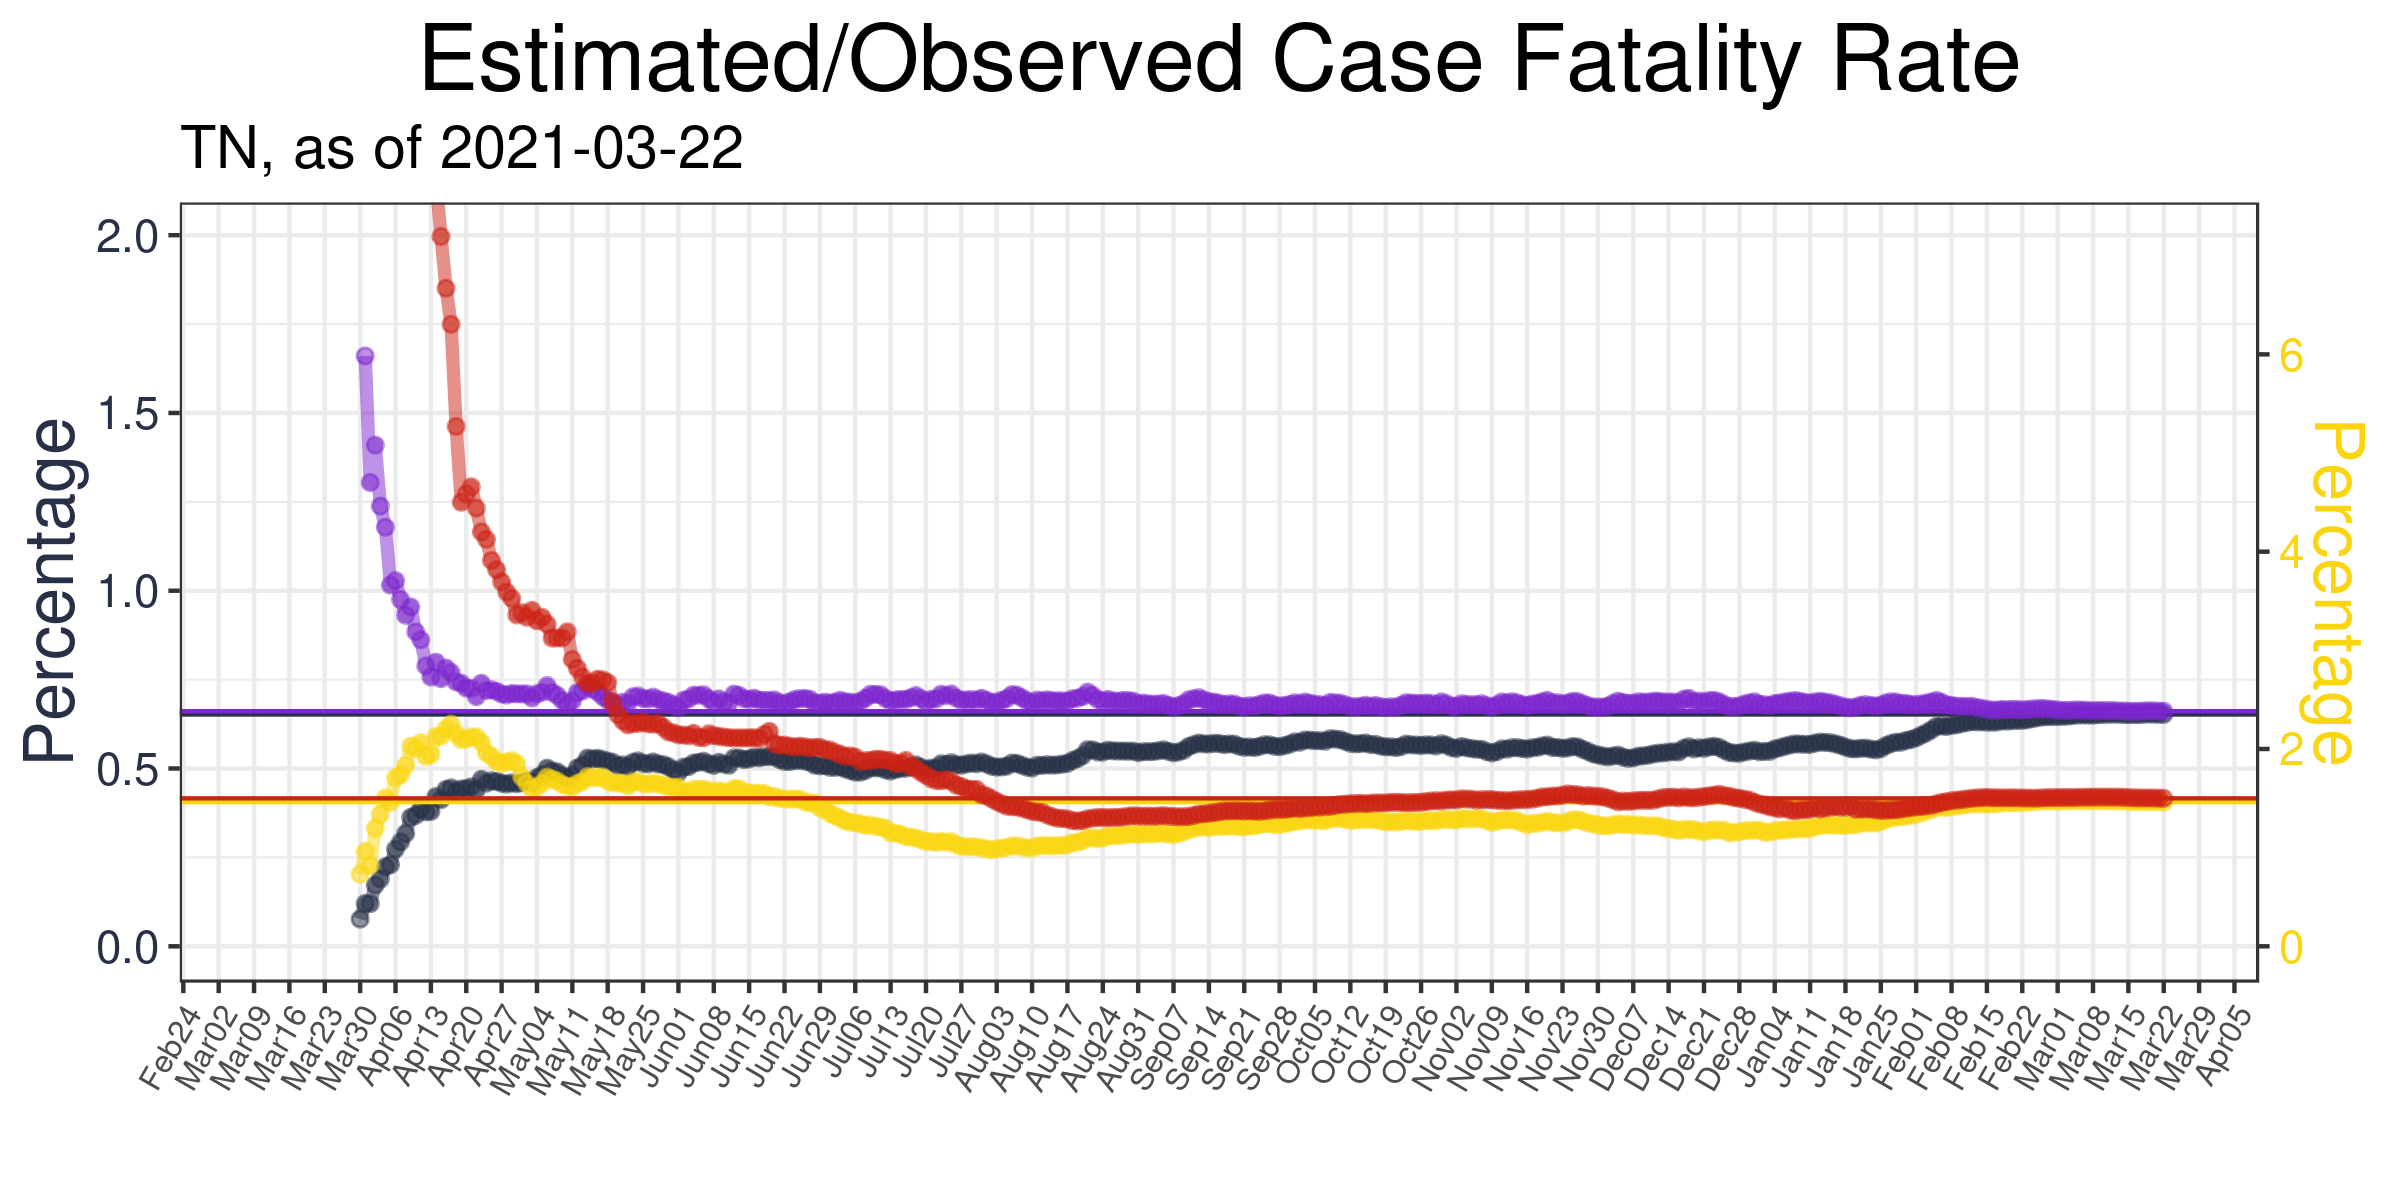 Estimated/Observed Case Fatality Rate
TN, as of 2021-03-22
Percentage
2.0
1.5
1.0
0.5
0.0
6
4
2
0
Percentage
Feb24
Mar02
Mar09
Mar16
Mar23
Mar30
Apr06
Apr13
Apr20
Apr27
May04
May11
May18
May25
Jun01
Jun08
Jun15
Jun22
Jun29
Jul06
Jul13
Jul20
Jul27
Aug03
Aug10
Aug17
Aug24
Aug31
Sep07
Sep14
Sep21
Sep28
Oct05
Oct12
Oct19
Oct26
Nov02
Nov09
Nov16
Nov23
Nov30
Dec07
Dec14
Dec21
Dec28
Jan04
Jan11
Jan18
Jan25
Feb01
Feb08
Feb15
Feb22
Mar01
Mar08
Mar15
Mar22
Mar29
Apr05